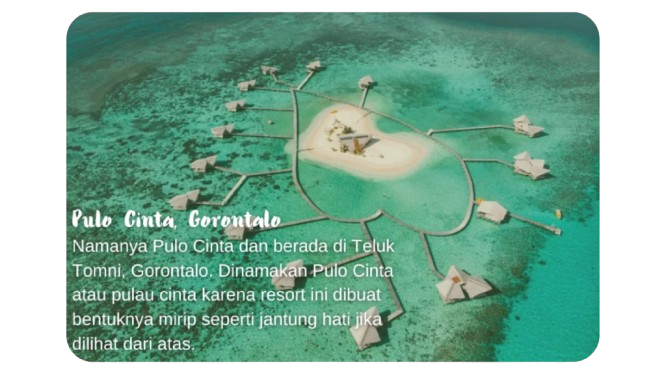 Pulo Cinta, Gorontalo
Namanya Pulo Cinta dan berada di Teluk
Tomni, Gorontalo. Dinamakan Pulo Cinta
atau pulau cinta karena resort ini dibuat
bentuknya mirip seperti jantung hati jika
dilihat dari atas.